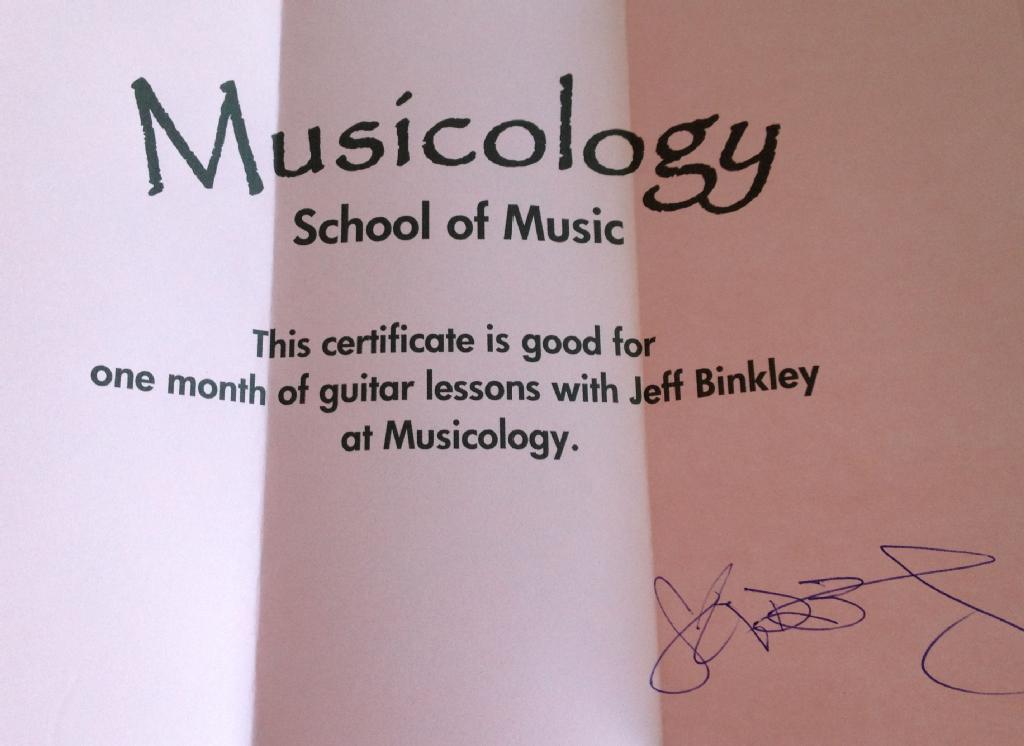 Musicology
School of Music
This certificate is good for
one month of guitar lessons with Jeff Binkley
at Musicology.